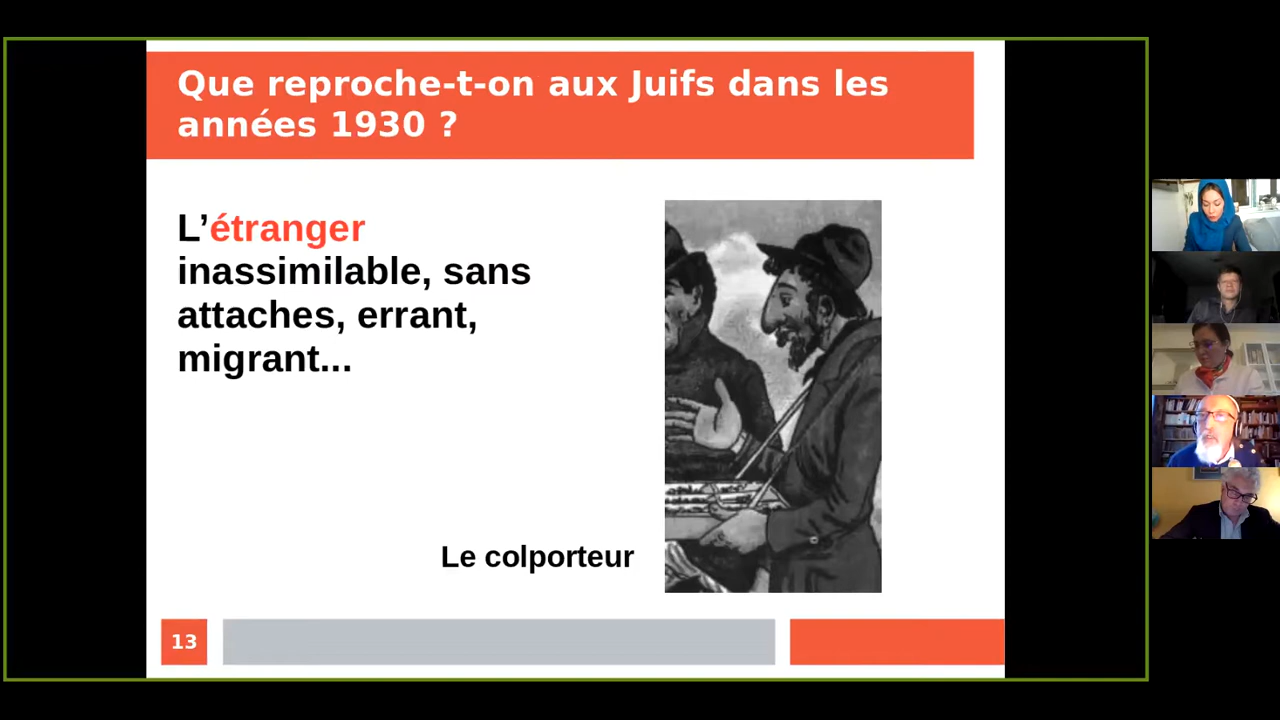 Que reproche-t-on aux Juifs dans les
années 1930 ?
L’étranger
inassimilable, sans
attaches, errant,
migrant...
Le colporteur
13